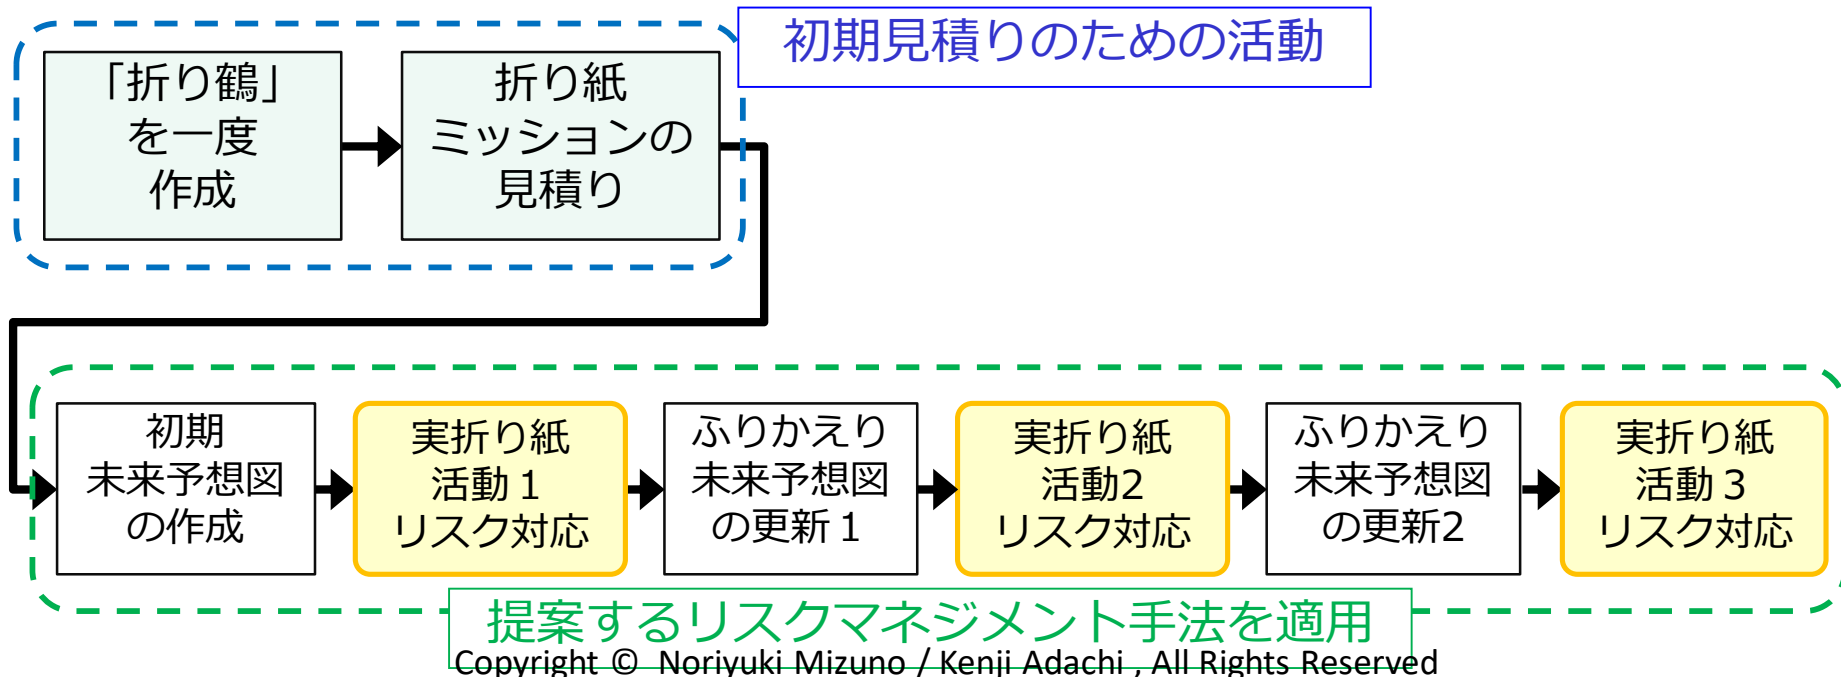 初期見積りのための活動
「折り鶴」
を一度
作成
折り紙
ミッションの
見積り
初期
未来予想図
の作成
実折り紙
活動１
リスク対応
ふりかえり
未来予想図
の更新１
実折り紙
活動2
リスク対応
ふりかえり
未来予想図
の更新2
実折り紙
活動３
リスク対応
提案するリスクマネジメント手法を適用
Copyright © Noriyuki Mizuno / Kenji Adachi , All Rights Reserved